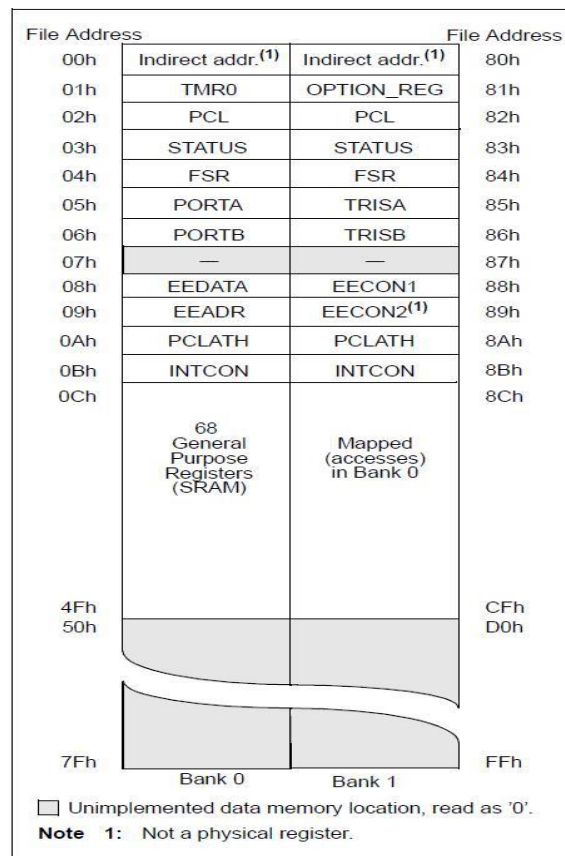 File Address File Address
00h Indirect addr.(1) Indirect addr.(1) 80h
01h TMR0 OPTION_REG 81h
02h PCL PCL 82h
03h STATUS STATUS 83h
04h FSR FSR 84h
05h PORTA TRISA 85h
06h PORTB TRISB 86h
07h — — 87h
08h EEDATA EECON1 88h
09h EEADR EECON2(1) 89h
0Ah PCLATH PCLATH 8Ah
0Bh INTCON INTCON 8Bh
0Ch 8Ch
68
General Mapped
Purpose (accesses)
Registers in Bank 0
(SRAM)
4Fh CFh
50h D0h
7Fh FFh
Bank 0 Bank 1
Unimplemented data memory location, read as '0'.
Note 1: Not a physical register.